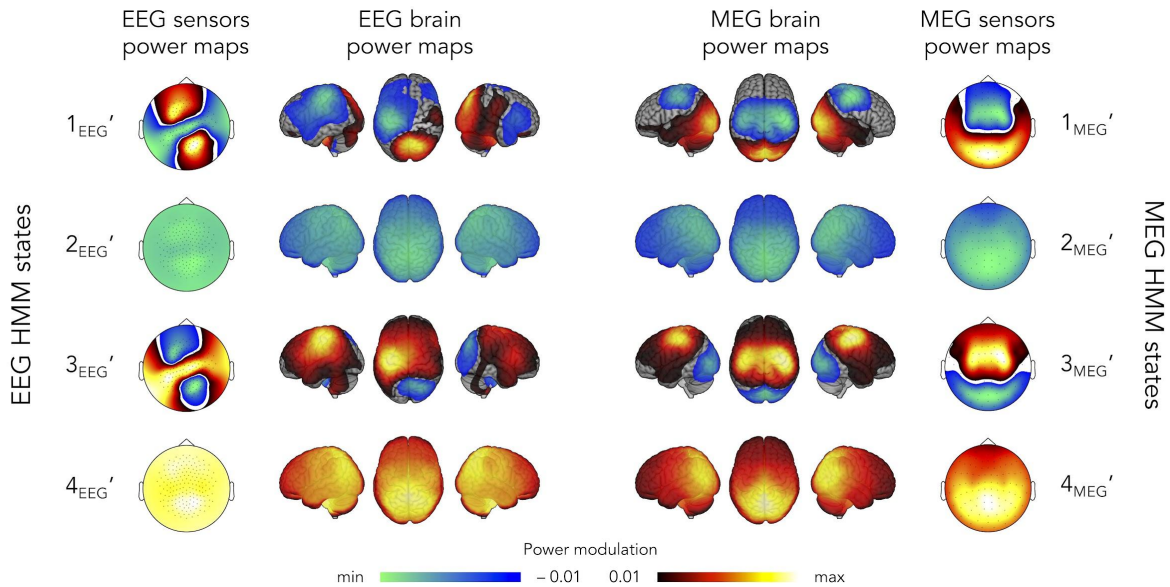 EEG sensors
power maps
EEG brain
power maps
MEG brain
power maps
MEG sensors
power maps
EEG HMM states
MEG HMM states
1EEG′
1MEG′
2EEG′
2MEG′
3EEG′
3MEG′
4EEG′
4MEG′
Power modulation
min – 0.01 0.01 max